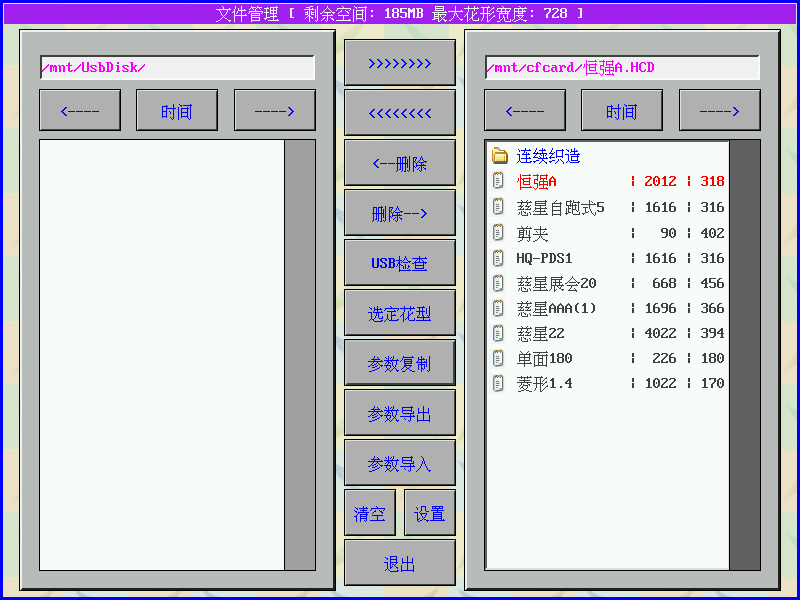 文件管理 [ 剩余空间: 185MB 最大花形宽度: 728 ]
/mnt/UsbDisk/
<----
时间
---->
>>>>>>>>
<<<<<<<<
<--删除
删除-->
USB检查
选定花型
参数复制
参数导出
参数导入
清空
设置
退出
/mnt/cfcard/恒强A.HCD
<----
时间
---->
连续织造
恒强A ¦ 2012 ¦ 318
慈星自跑式5 ¦ 1616 ¦ 316
剪夹 ¦ 90 ¦ 402
HQ-PDS1 ¦ 1616 ¦ 316
慈星展会20 ¦ 668 ¦ 456
慈星AAA(1) ¦ 1696 ¦ 366
慈星22 ¦ 4022 ¦ 394
单面180 ¦ 226 ¦ 180
菱形1.4 ¦ 1022 ¦ 170